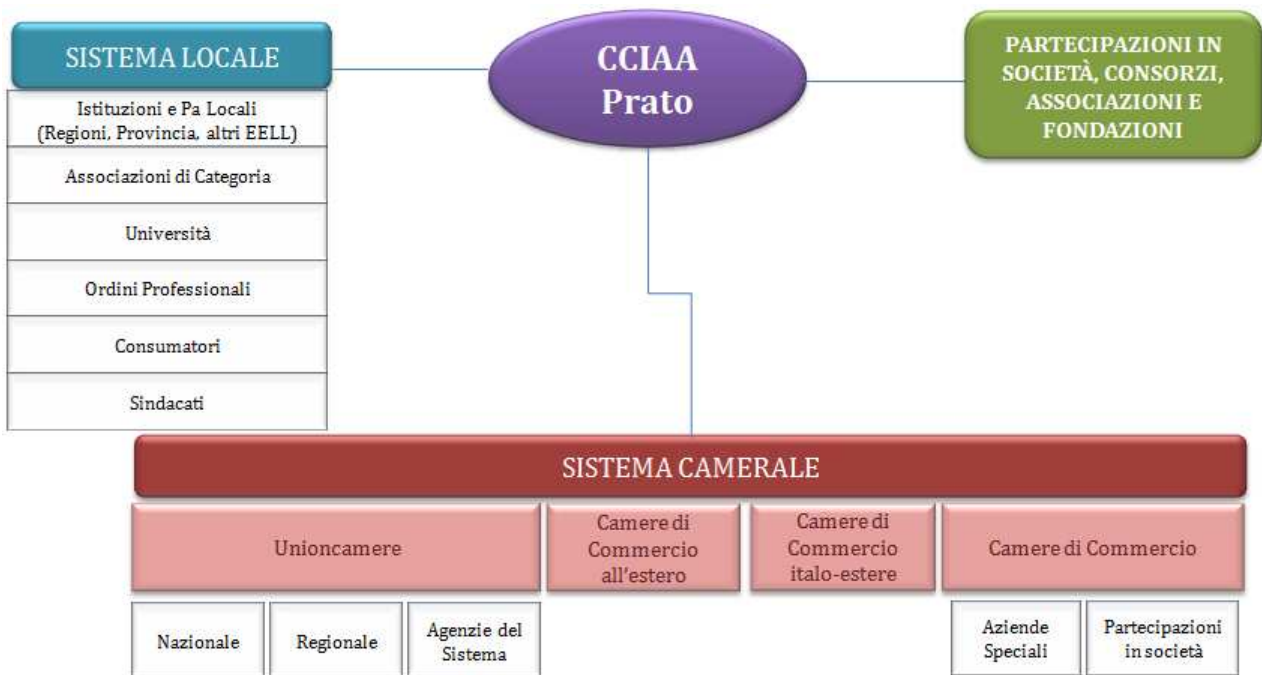 SISTEMA LOCALE
Istituzioni e Pa Locali
(Regioni, Provincia, altri EELL)
Associazioni di Categoria
Università
Ordini Professionali
Consumatori
Sindacati
CCIAA
Prato
PARTECIPAZIONI IN
SOCIETÀ, CONSORZI,
ASSOCIAZIONI E
FONDAZIONI
SISTEMA CAMERALE
Unioncamere
Camere di
Commercio
all'estero
Camere di
Commercio
italo-estere
Camere di Commercio
Nazionale
Regionale
Agenzie del
Sistema
Aziende
Speciali
Partecipazioni
in società